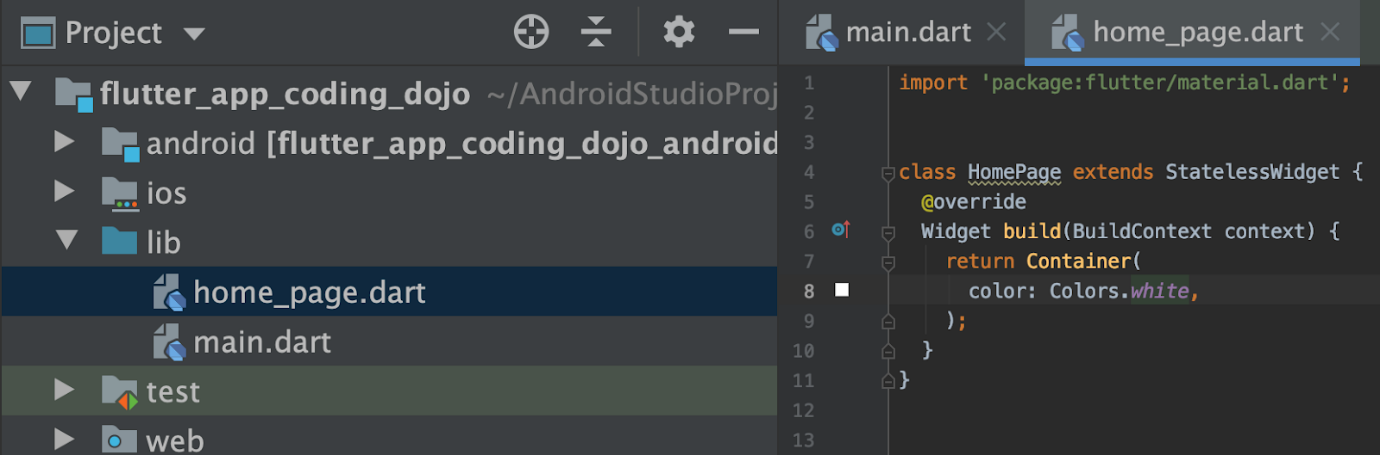 Project
flutter_app_coding_dojo ~/AndroidStudioProj
android [flutter_app_coding_dojo_android
ios
lib
home_page.dart
main.dart
test
web
main.dart home_page.dart
1 import 'package:flutter/material.dart';
2
3
4 class HomePage extends StatelessWidget {
5 @override
6 Widget build(BuildContext context) {
7 return Container(
8 color: Colors.white,
9 );
10 }
11 }
12
13